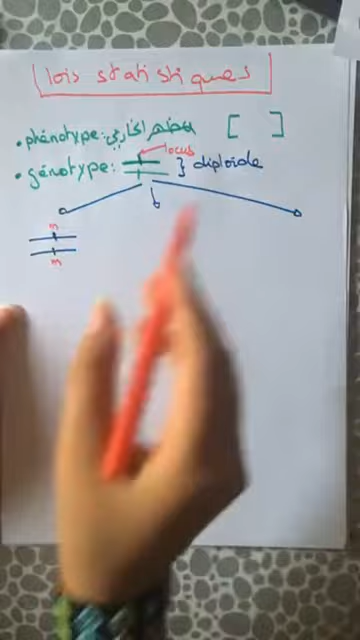 lois statistiques
• phénotype: المظهر الخارجي [ ]
• génotype: locus } diploïde
m
m